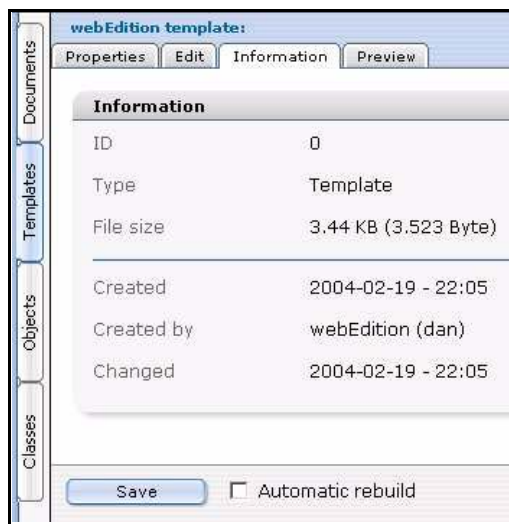 webEdition template:
Properties Edit Information Preview
Documents
Templates
Objects
Classes
Information
ID 0
Type Template
File size 3.44 KB (3.523 Byte)
Created 2004-02-19 - 22:05
Created by webEdition (dan)
Changed 2004-02-19 - 22:05
Save Automatic rebuild